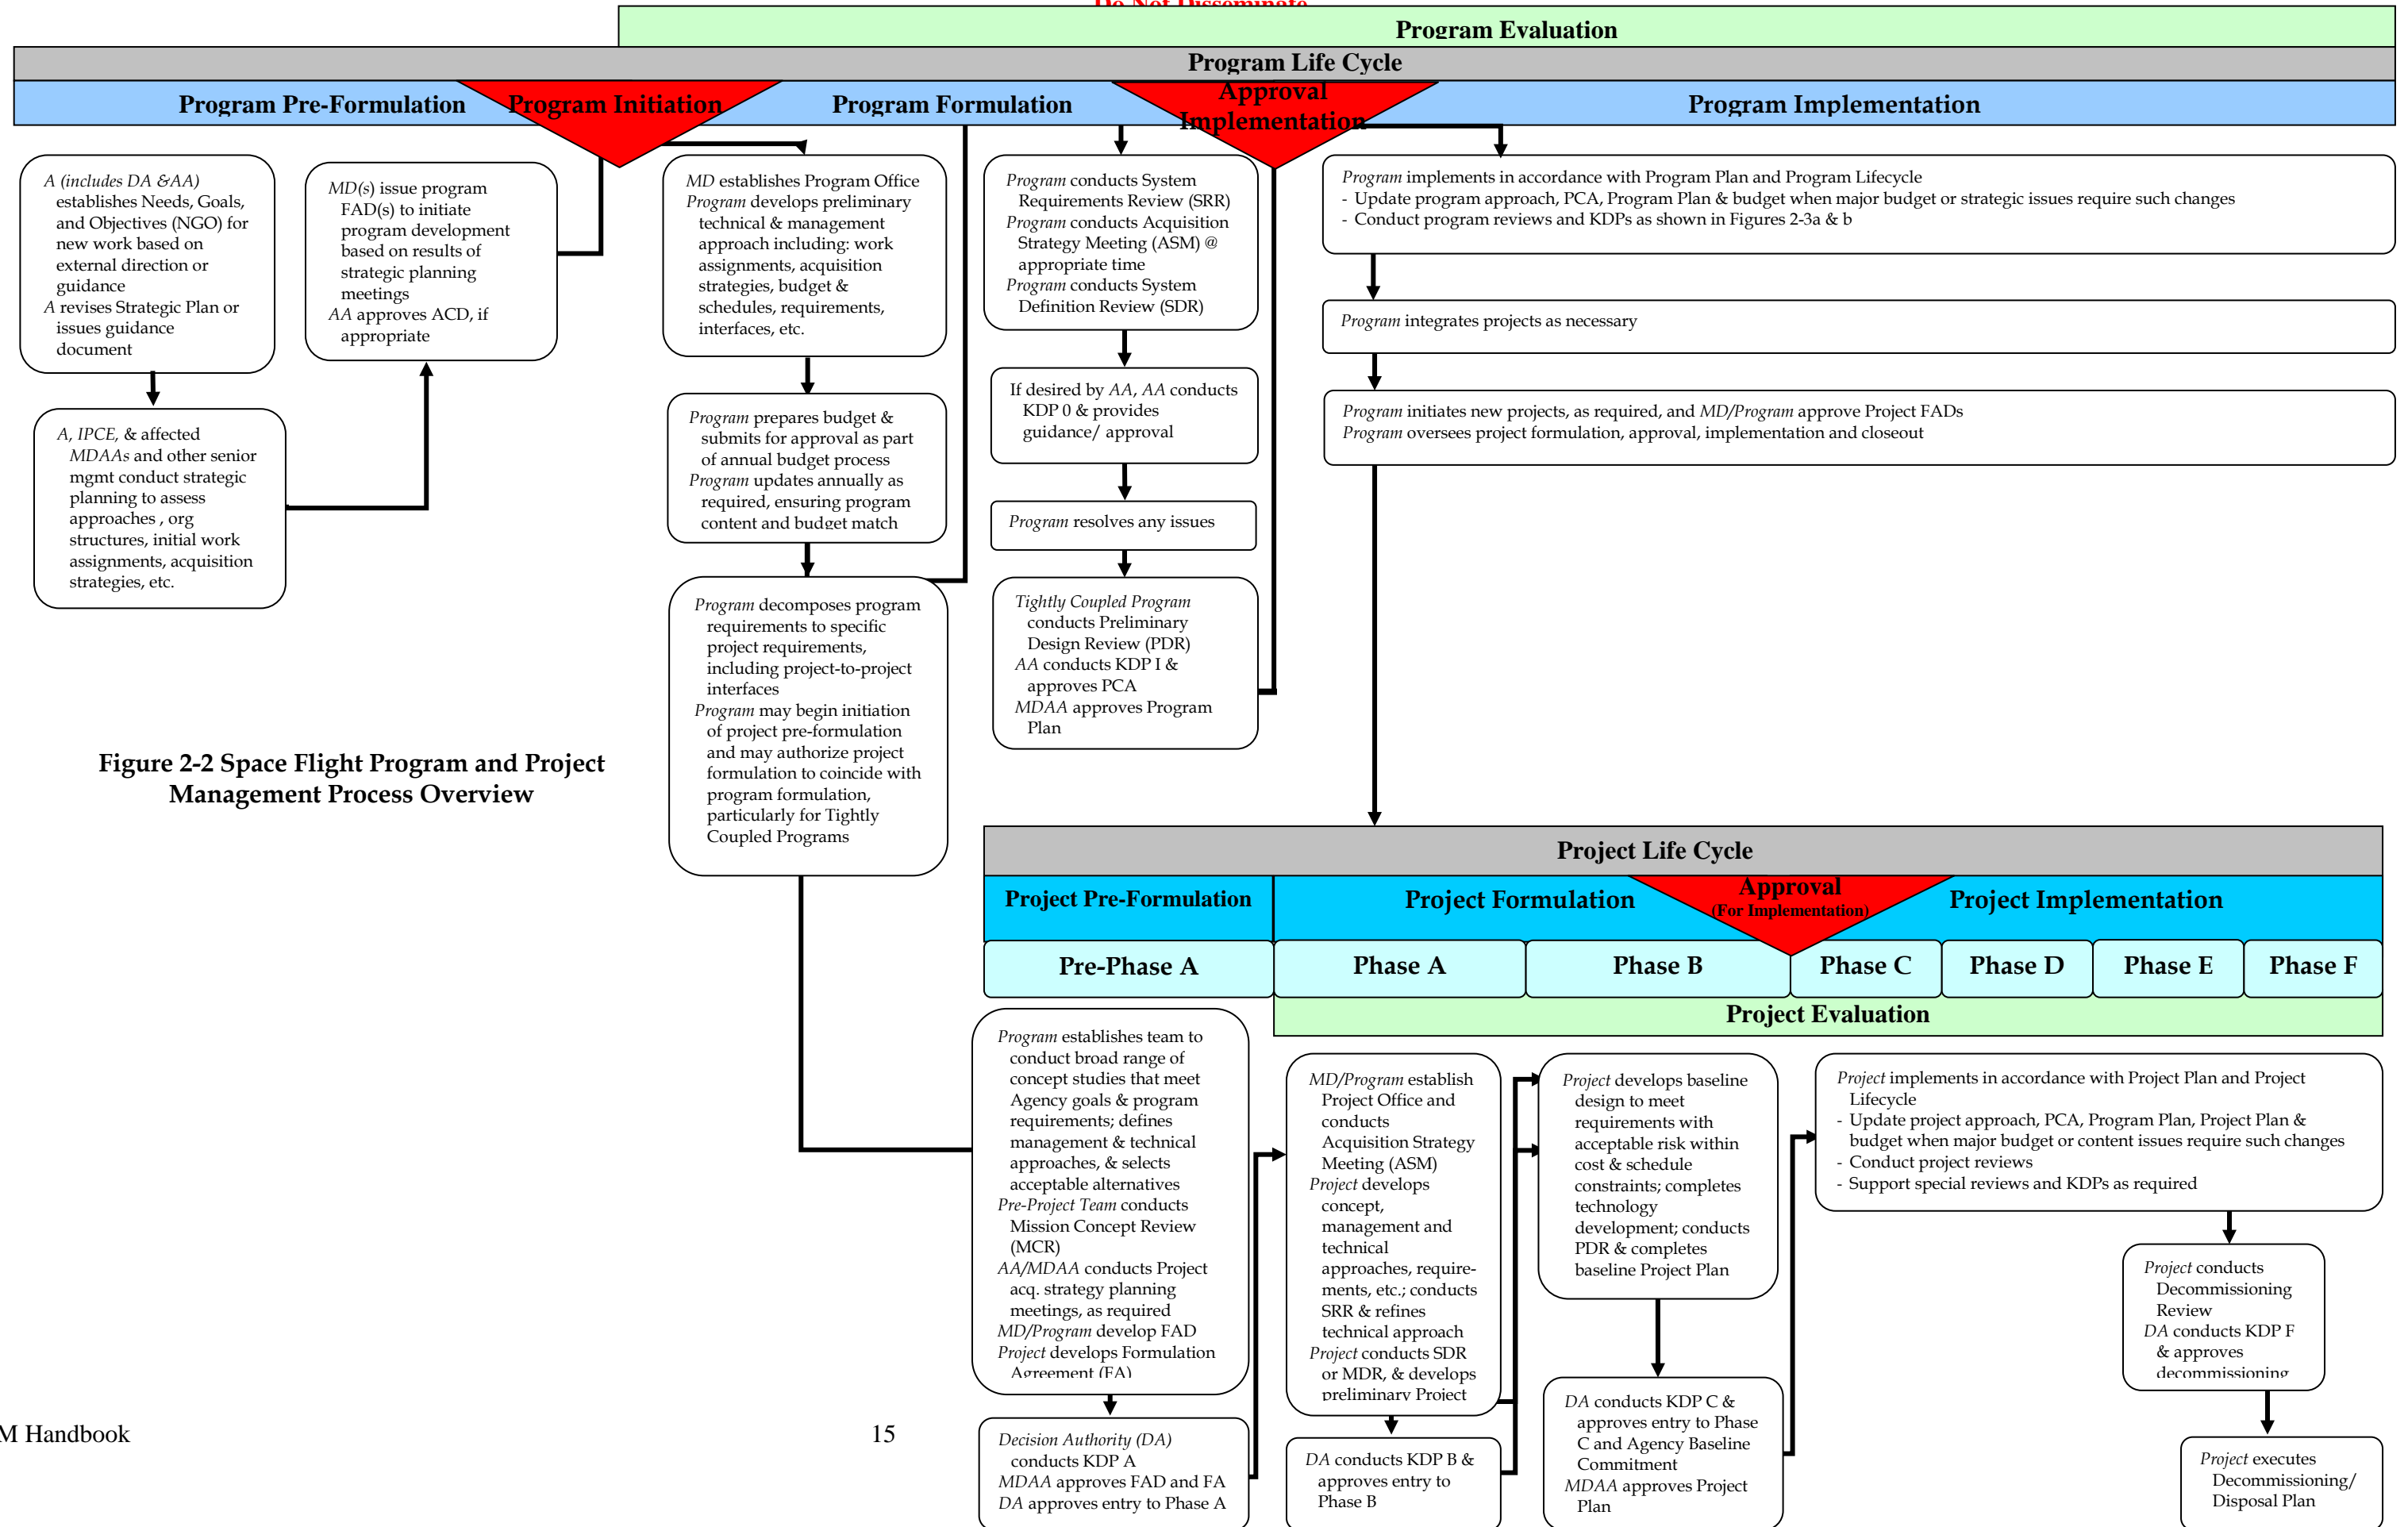 Do Not Disseminate
Program Evaluation
Program Life Cycle
Program Pre-Formulation
Program Initiation
Program Formulation
Approval
Implementation
Program Implementation
A (includes DA &AA)
establishes Needs, Goals,
and Objectives (NGO) for
new work based on
external direction or
guidance
A revises Strategic Plan or
issues guidance
document
A, IPCE, & affected
MDAAs and other senior
mgmt conduct strategic
planning to assess
approaches , org
structures, initial work
assignments, acquisition
strategies, etc.
MD(s) issue program
FAD(s) to initiate
program development
based on results of
strategic planning
meetings
AA approves ACD, if
appropriate
MD establishes Program Office
Program develops preliminary
technical & management
approach including: work
assignments, acquisition
strategies, budget &
schedules, requirements,
interfaces, etc.
Program prepares budget &
submits for approval as part
of annual budget process
Program updates annually as
required, ensuring program
content and budget match
Program decomposes program
requirements to specific
project requirements,
including project-to-project
interfaces
Program may begin initiation
of project pre-formulation
and may authorize project
formulation to coincide with
program formulation,
particularly for Tightly
Coupled Programs
Program conducts System
Requirements Review (SRR)
Program conducts Acquisition
Strategy Meeting (ASM) @
appropriate time
Program conducts System
Definition Review (SDR)
If desired by AA, AA conducts
KDP 0 & provides
guidance/ approval
Program resolves any issues
Tightly Coupled Program
conducts Preliminary
Design Review (PDR)
AA conducts KDP I &
approves PCA
MDAA approves Program
Plan
Program implements in accordance with Program Plan and Program Lifecycle
- Update program approach, PCA, Program Plan & budget when major budget or strategic issues require such changes
- Conduct program reviews and KDPs as shown in Figures 2-3a & b
Program integrates projects as necessary
Program initiates new projects, as required, and MD/Program approve Project FADs
Program oversees project formulation, approval, implementation and closeout
Figure 2-2 Space Flight Program and Project
Management Process Overview
Project Life Cycle
Project Pre-Formulation
Project Formulation
Approval
(For Implementation)
Project Implementation
Pre-Phase A
Phase A
Phase B
Phase C
Phase D
Phase E
Phase F
Project Evaluation
Program establishes team to
conduct broad range of
concept studies that meet
Agency goals & program
requirements; defines
management & technical
approaches, & selects
acceptable alternatives
Pre-Project Team conducts
Mission Concept Review
(MCR)
AA/MDAA conducts Project
acq. strategy planning
meetings, as required
MD/Program develop FAD
Project develops Formulation
Agreement (FA)
Decision Authority (DA)
conducts KDP A
MDAA approves FAD and FA
DA approves entry to Phase A
MD/Program establish
Project Office and
conducts
Acquisition Strategy
Meeting (ASM)
Project develops
concept,
management and
technical
approaches, require-
ments, etc.; conducts
SRR & refines
technical approach
Project conducts SDR
or MDR, & develops
preliminary Project
DA conducts KDP B &
approves entry to
Phase B
Project develops baseline
design to meet
requirements with
acceptable risk within
cost & schedule
constraints; completes
technology
development; conducts
PDR & completes
baseline Project Plan
DA conducts KDP C &
approves entry to Phase
C and Agency Baseline
Commitment
MDAA approves Project
Plan
Project implements in accordance with Project Plan and Project
Lifecycle
- Update project approach, PCA, Program Plan, Project Plan &
budget when major budget or content issues require such changes
- Conduct project reviews
- Support special reviews and KDPs as required
Project conducts
Decommissioning
Review
DA conducts KDP F
& approves
decommissioning
Project executes
Decommissioning/
Disposal Plan
M Handbook
15